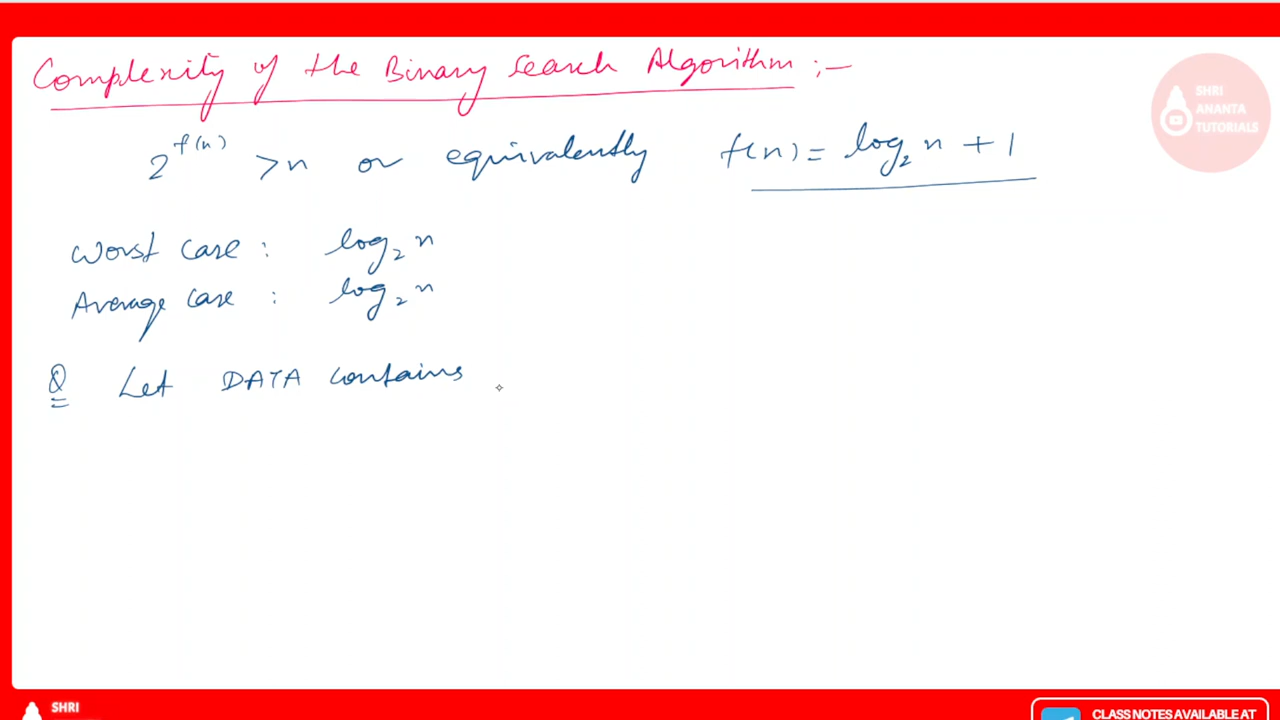 Complexity of the Binary Search Algorithm :-
SHRI
ANANTA
TUTORIALS
2^f(n) > n or equivalently f(n) = log₂ n + 1
Worst case : log₂ n
Average case : log₂ n
Q Let DATA contains
SHRI
CLASS NOTES AVAILABLE AT